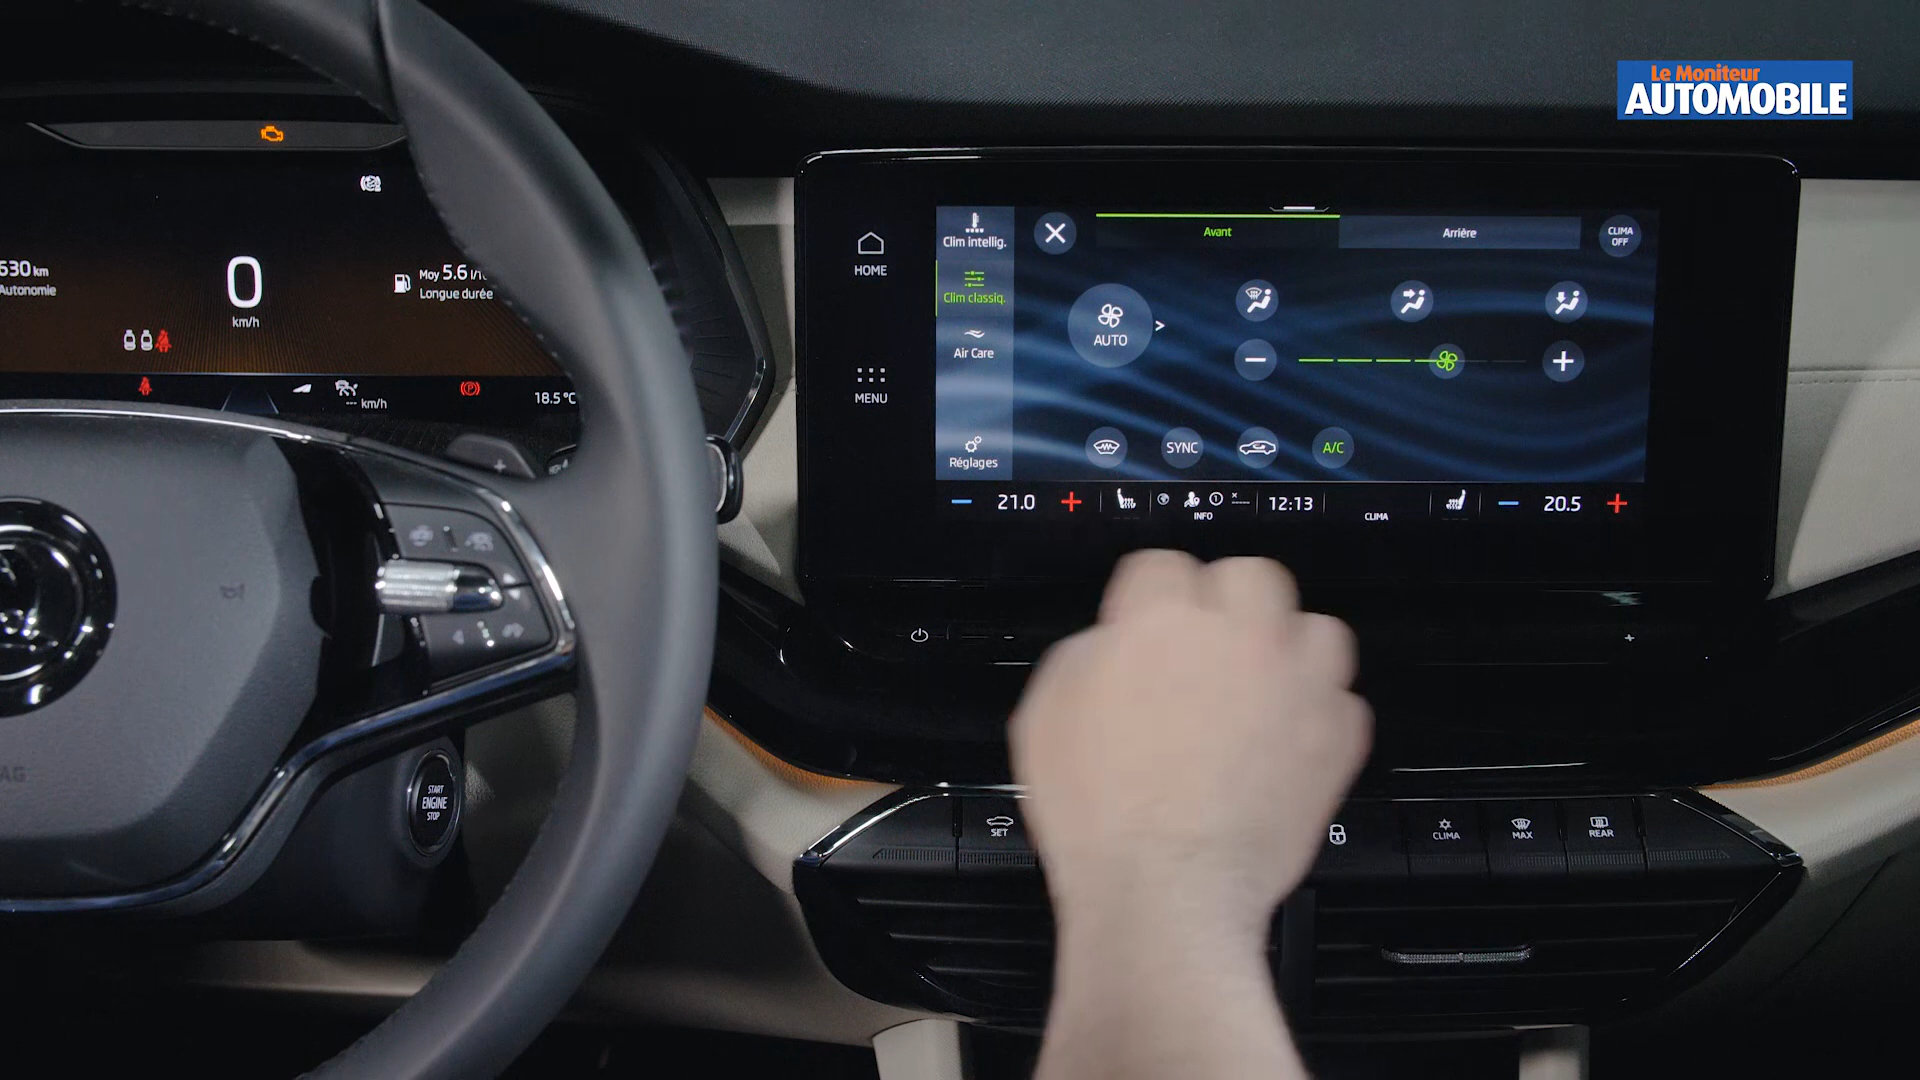 Le Moniteur
AUTOMOBILE
630 km
Autonomie
0
km/h
Moy 5.6
Longue durée
--- km/h
18.5 °C
HOME
MENU
Clim intellig.
Clim classiq.
Air Care
Réglages
Avant
Arrière
CLIMA
OFF
AUTO
SYNC
A/C
21.0
INFO
12:13
CLIMA
20.5
START
ENGINE
STOP
SET
CLIMA
MAX
REAR